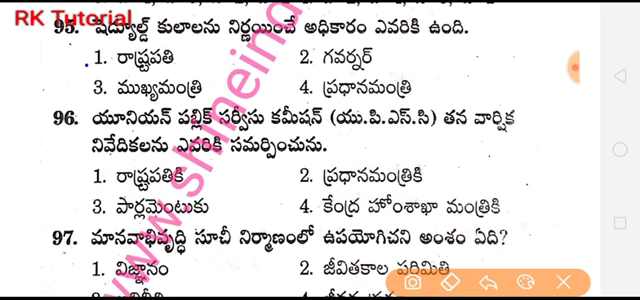 RK Tutorial
95. షెడ్యూల్డ్ కులాలను నిర్ణయించే అధికారం ఎవరికి ఉంది.
1. రాష్ట్రపతి 2. గవర్నర్
3. ముఖ్యమంత్రి 4. ప్రధానమంత్రి
96. యూనియన్ పబ్లిక్ సర్వీసు కమీషన్ (యు.పి.ఎస్.సి) తన వార్షిక
నివేదికలను ఎవరికి సమర్పించును.
1. రాష్ట్రపతికి 2. ప్రధానమంత్రికి
3. పార్లమెంటుకు 4. కేంద్ర హోంశాఖా మంత్రికి
97. మానవాభివృద్ధి సూచీ నిర్మాణంలో ఉపయోగిచని అంశం ఏది?
1. విజ్ఞానం 2. జీవితకాల పరిమితి
www.shineind